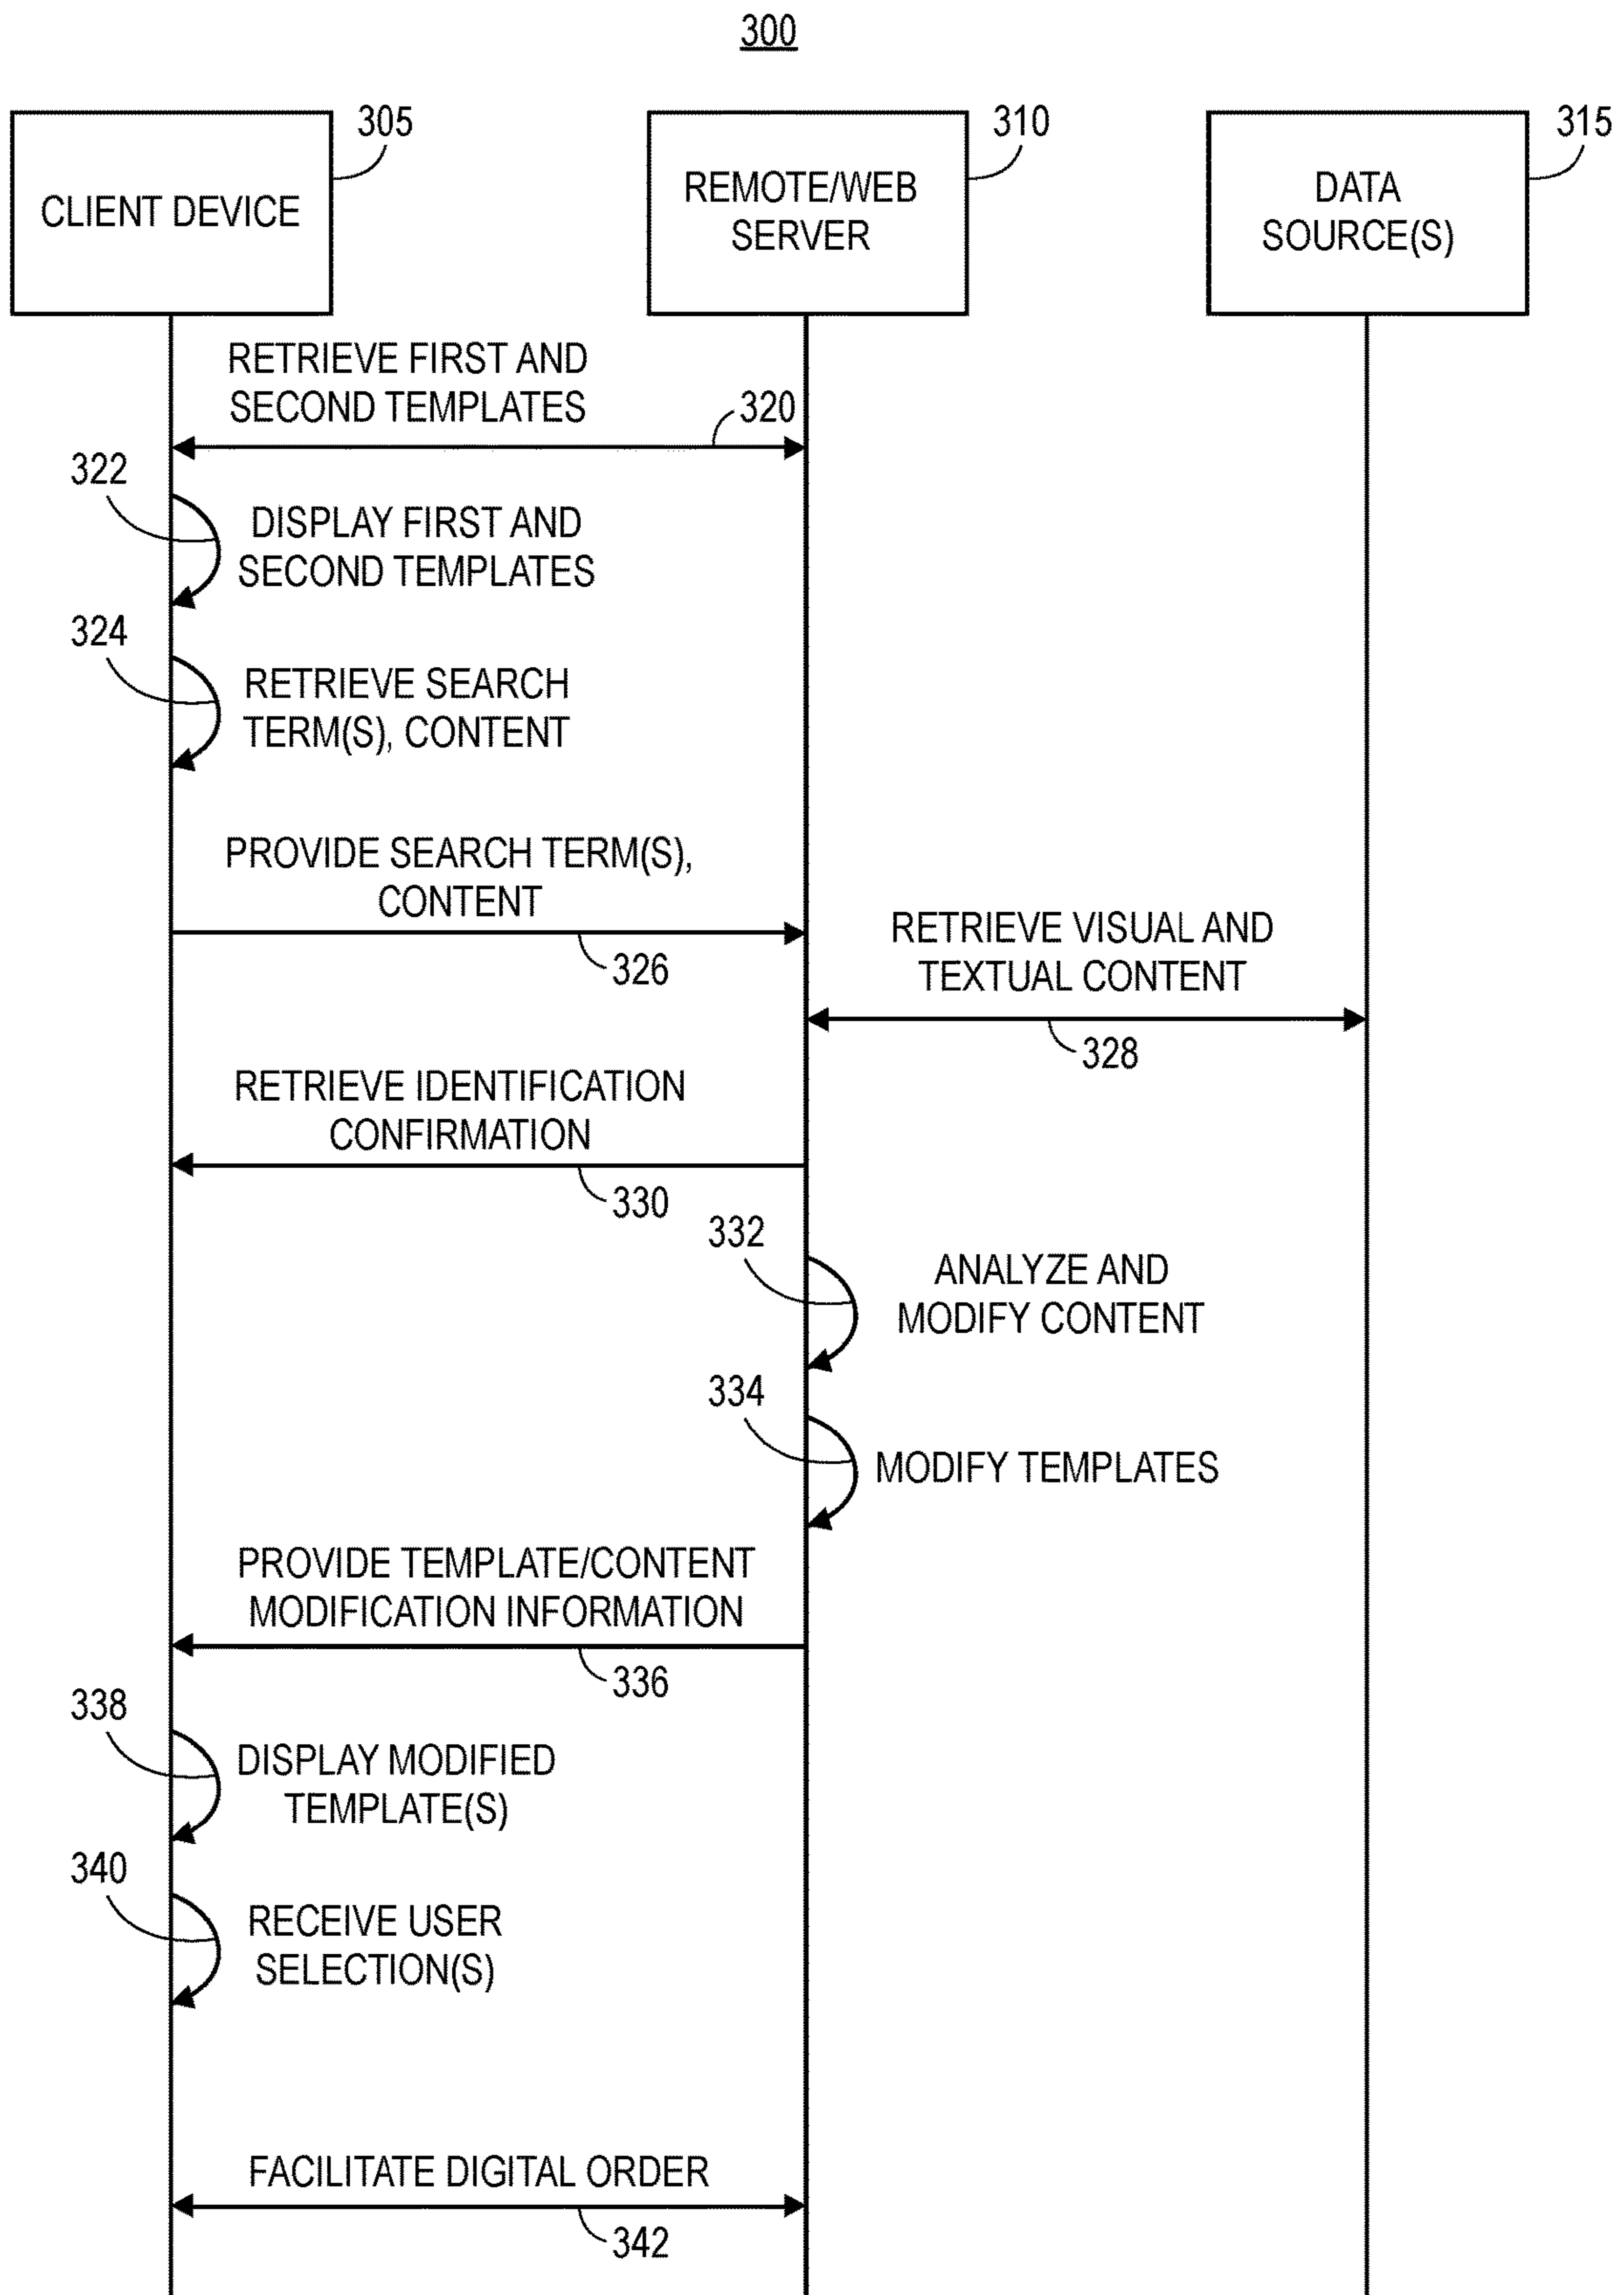 300
305
310
315
CLIENT DEVICE
REMOTE/WEB
SERVER
DATA
SOURCE(S)
RETRIEVE FIRST AND
SECOND TEMPLATES
320
322
DISPLAY FIRST AND
SECOND TEMPLATES
324
RETRIEVE SEARCH
TERM(S), CONTENT
PROVIDE SEARCH TERM(S),
CONTENT
326
RETRIEVE VISUAL AND
TEXTUAL CONTENT
328
RETRIEVE IDENTIFICATION
CONFIRMATION
330
332
ANALYZE AND
MODIFY CONTENT
334
MODIFY TEMPLATES
PROVIDE TEMPLATE/CONTENT
MODIFICATION INFORMATION
336
338
DISPLAY MODIFIED
TEMPLATE(S)
340
RECEIVE USER
SELECTION(S)
FACILITATE DIGITAL ORDER
342